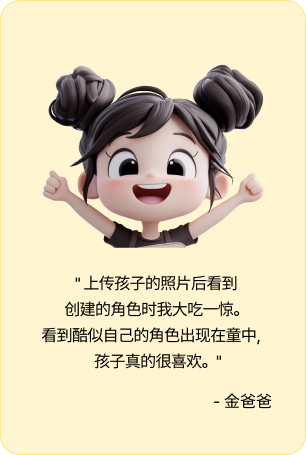 "上传孩子的照片后看到
创建的角色时我大吃一惊。
看到酷似自己的角色出现在童中,
孩子真的很喜欢。"
- 金爸爸